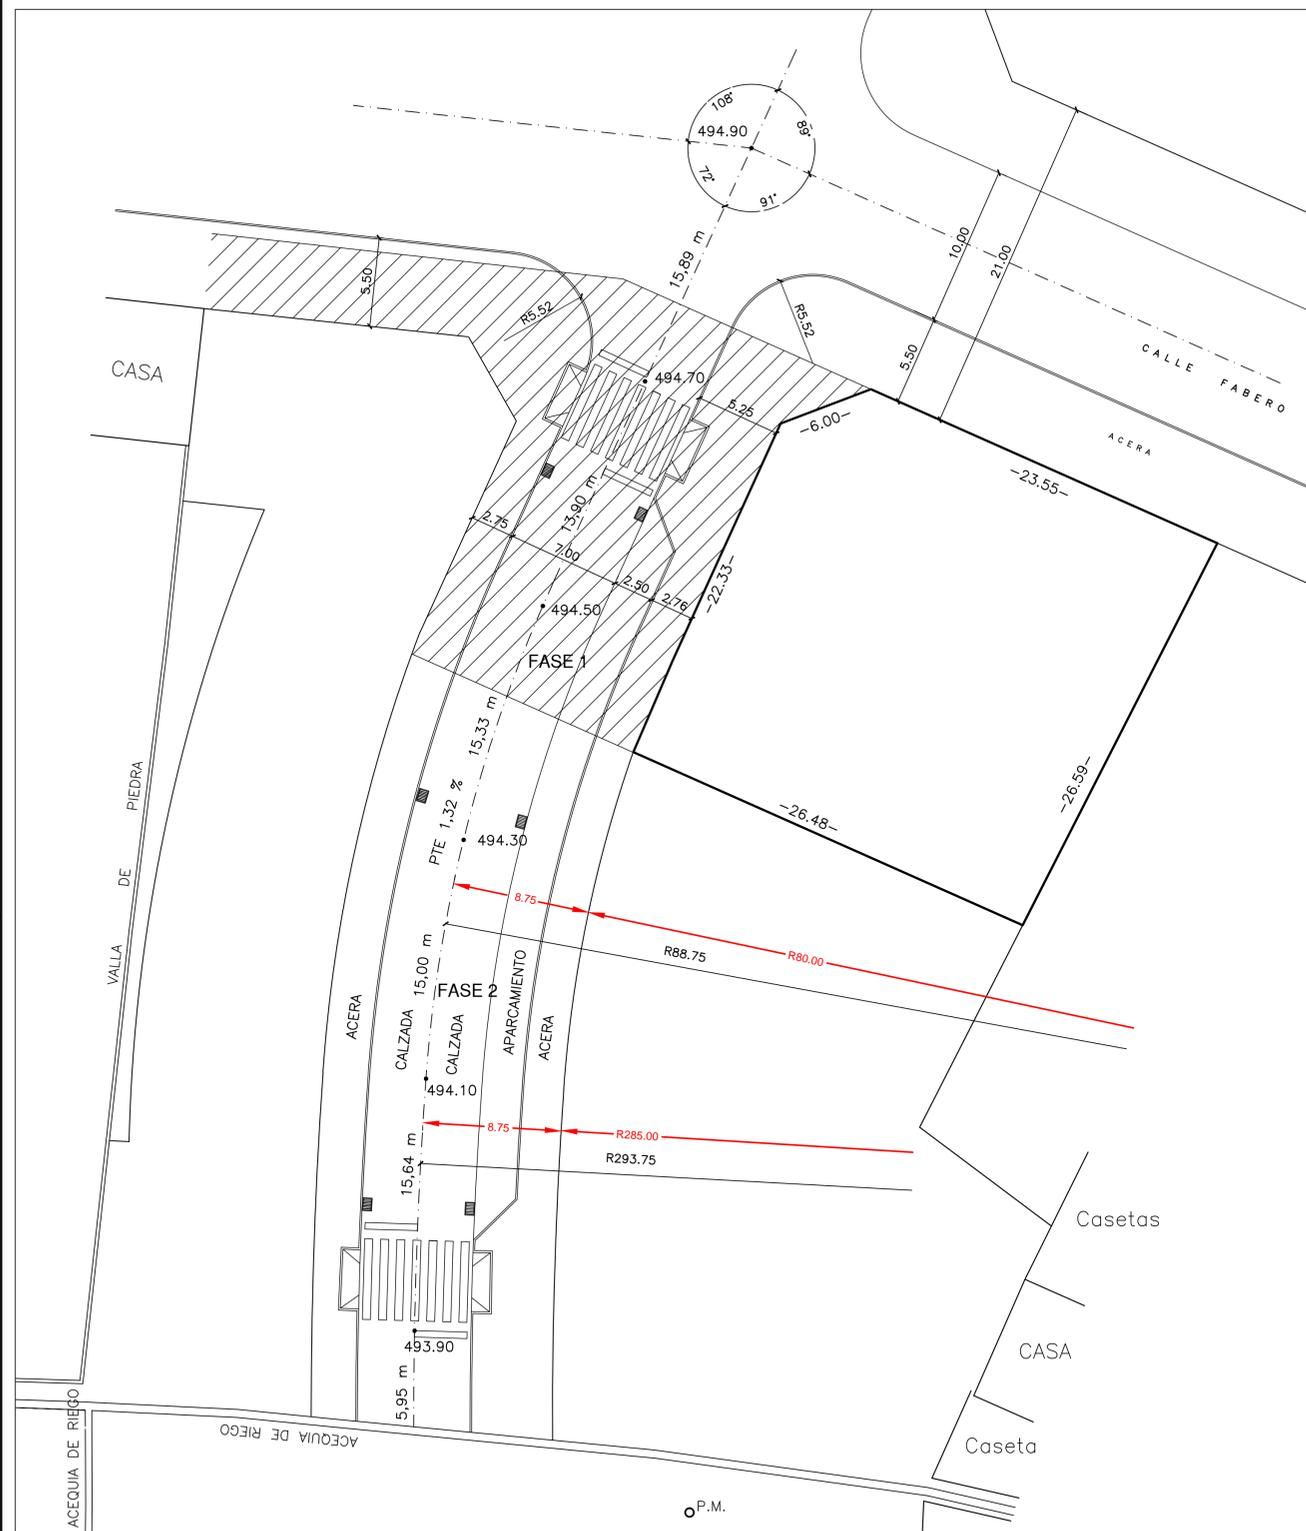 108°
494.90
89°
72°
91°
15,89 m
10.00
21.00
5,50
R5.52
R5.52
CALLE FABERO
5.50
CASA
494.70
5.25
-6.00-
ACERA
-23.55-
13,90 m
2.75
7.00
2.50
2.76
-22.33-
494.50
FASE 1
15,33 m
VALLA DE PIEDRA
PTE 1,32 %
-26.59-
-26.48-
494.30
8.75
R80.00
R88.75
15,00 m
FASE 2
ACERA
CALZADA
CALZADA
APARCAMIENTO
ACERA
494.10
8.75
R285.00
R293.75
15,64 m
Casetas
493.90
CASA
5,95 m
ACEQUIA DE RIEGO
ACEQUIA DE RIEGO
Caseta
P.M.